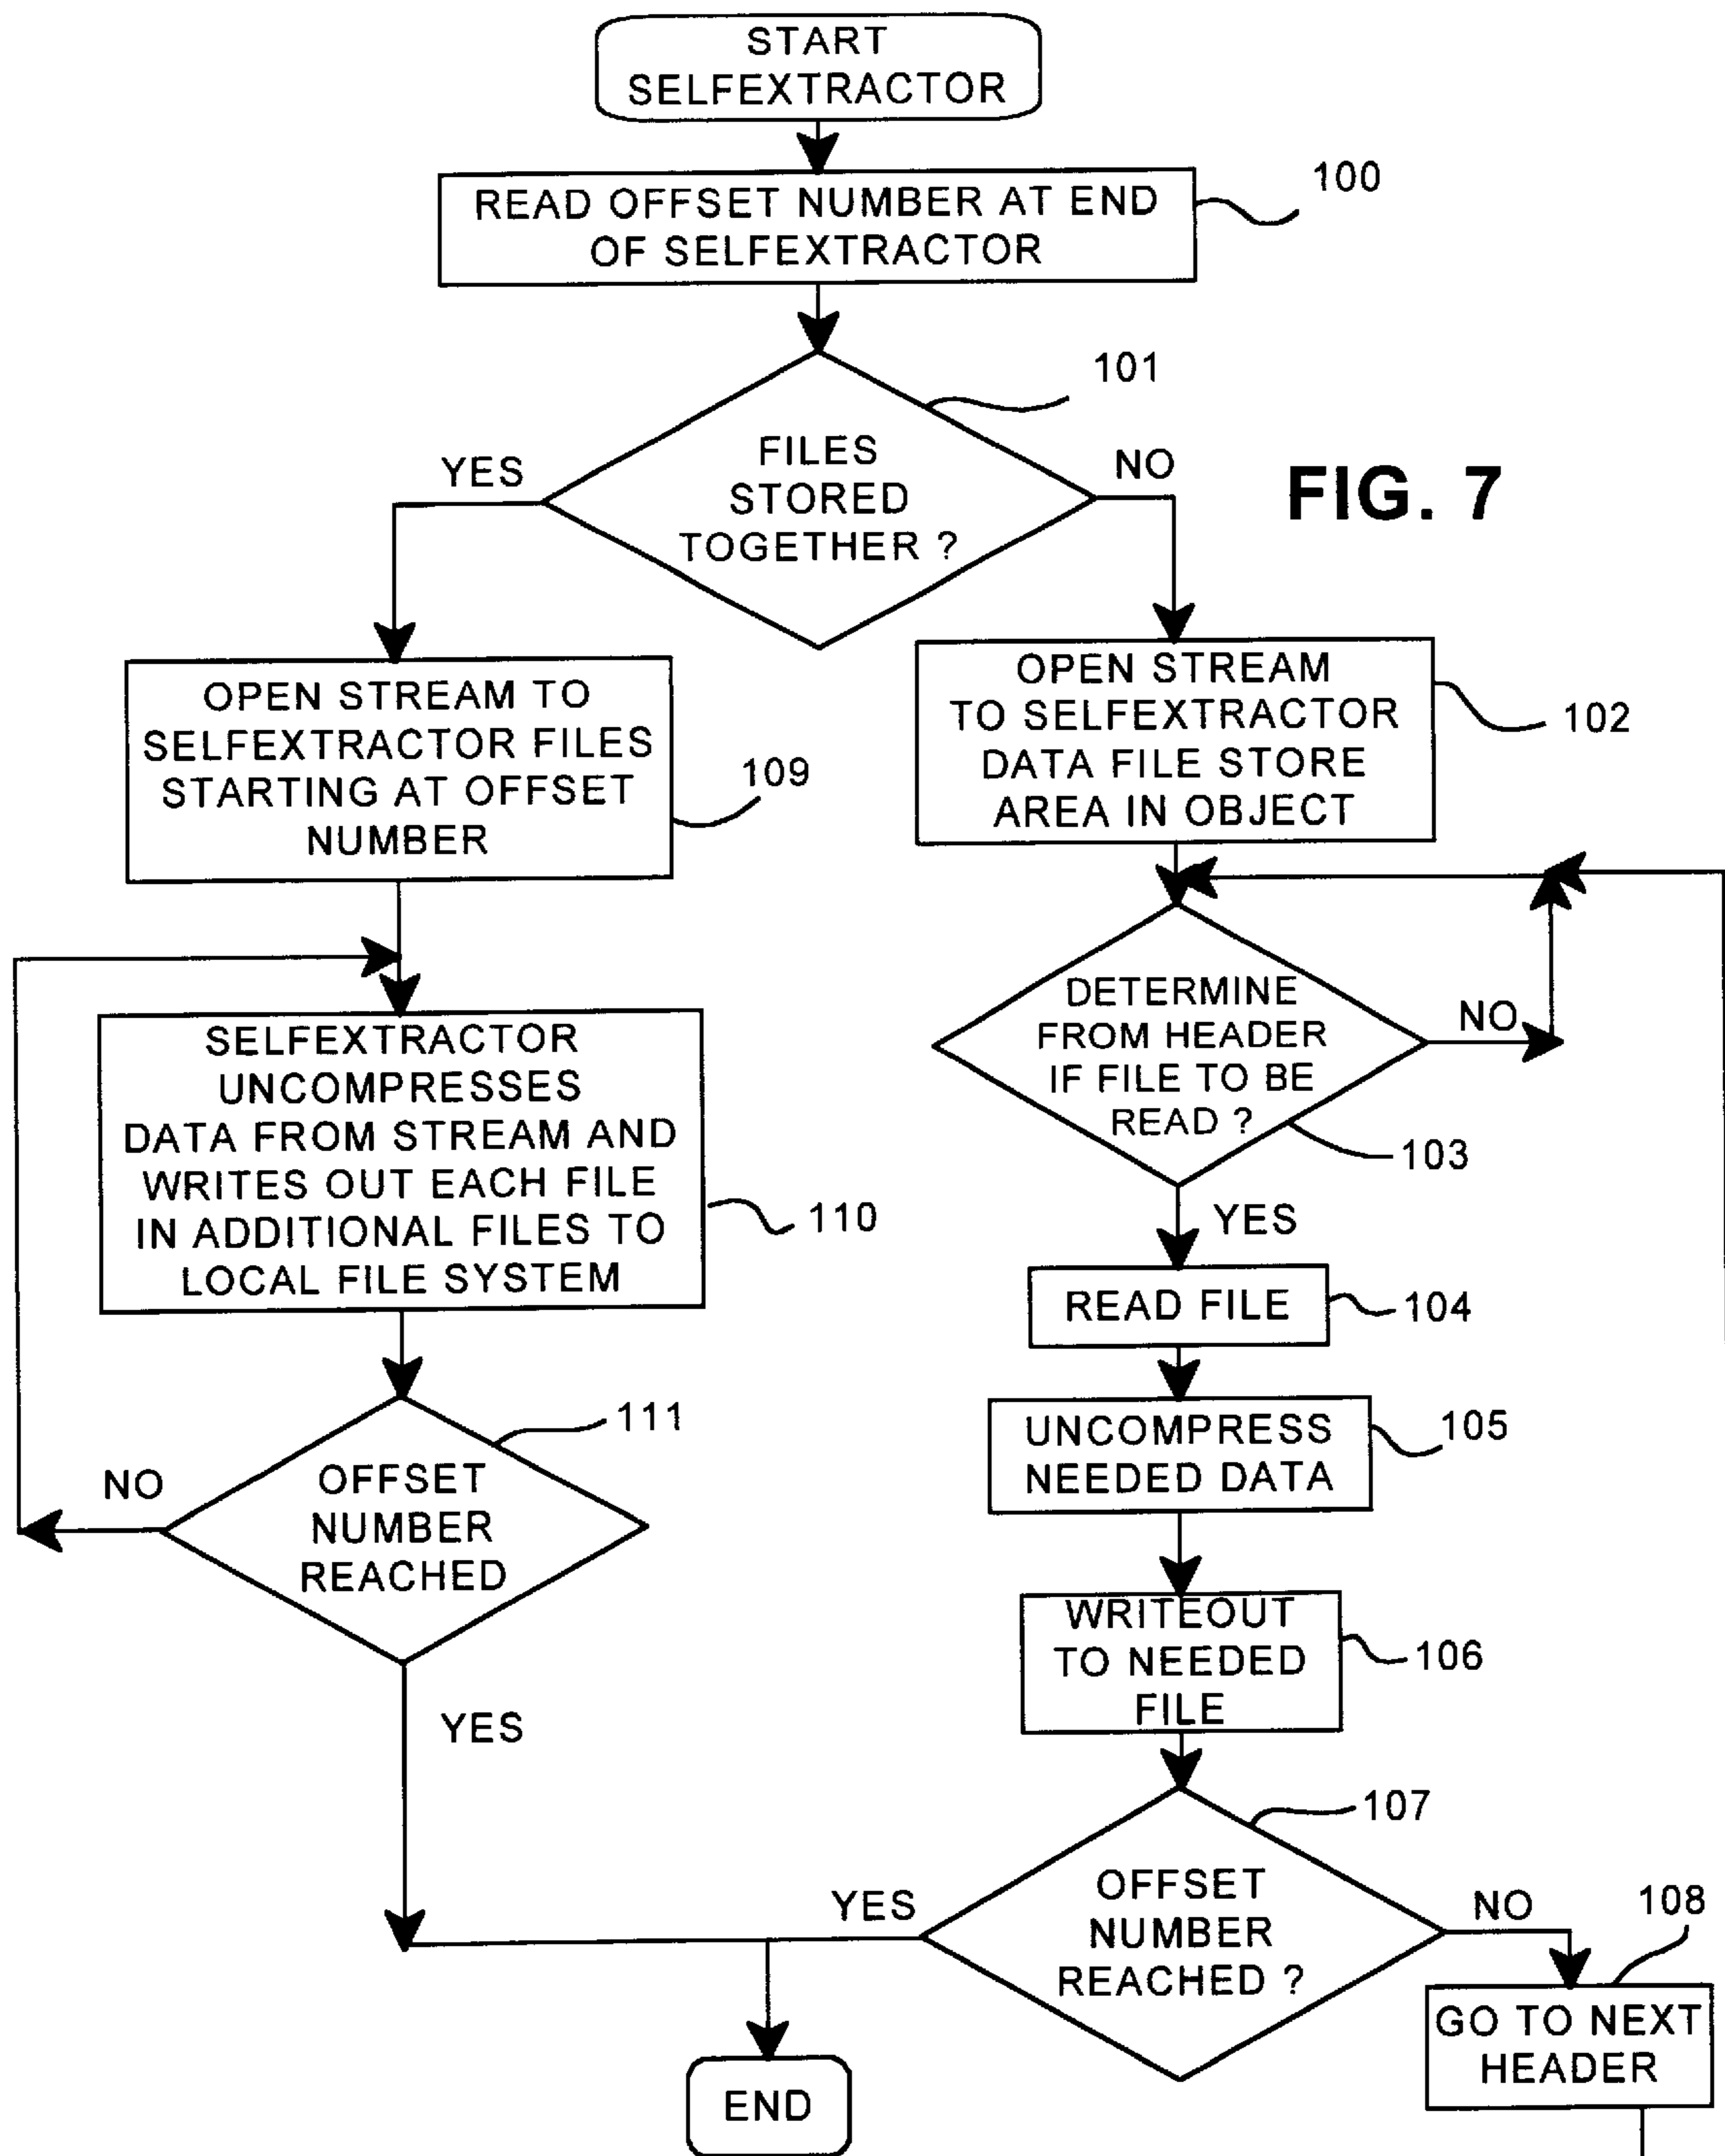 START
SELFEXTRACTOR
READ OFFSET NUMBER AT END
OF SELFEXTRACTOR
100
101
FILES
STORED
TOGETHER ?
YES
NO
FIG. 7
OPEN STREAM TO
SELFEXTRACTOR FILES
STARTING AT OFFSET
NUMBER
109
OPEN STREAM
TO SELFEXTRACTOR
DATA FILE STORE
AREA IN OBJECT
102
SELFEXTRACTOR
UNCOMPRESSES
DATA FROM STREAM AND
WRITES OUT EACH FILE
IN ADDITIONAL FILES TO
LOCAL FILE SYSTEM
110
DETERMINE
FROM HEADER
IF FILE TO BE
READ ?
NO
103
YES
READ FILE
104
UNCOMPRESS
NEEDED DATA
105
111
OFFSET
NUMBER
REACHED
NO
YES
WRITEOUT
TO NEEDED
FILE
106
107
OFFSET
NUMBER
REACHED ?
YES
NO
108
GO TO NEXT
HEADER
END